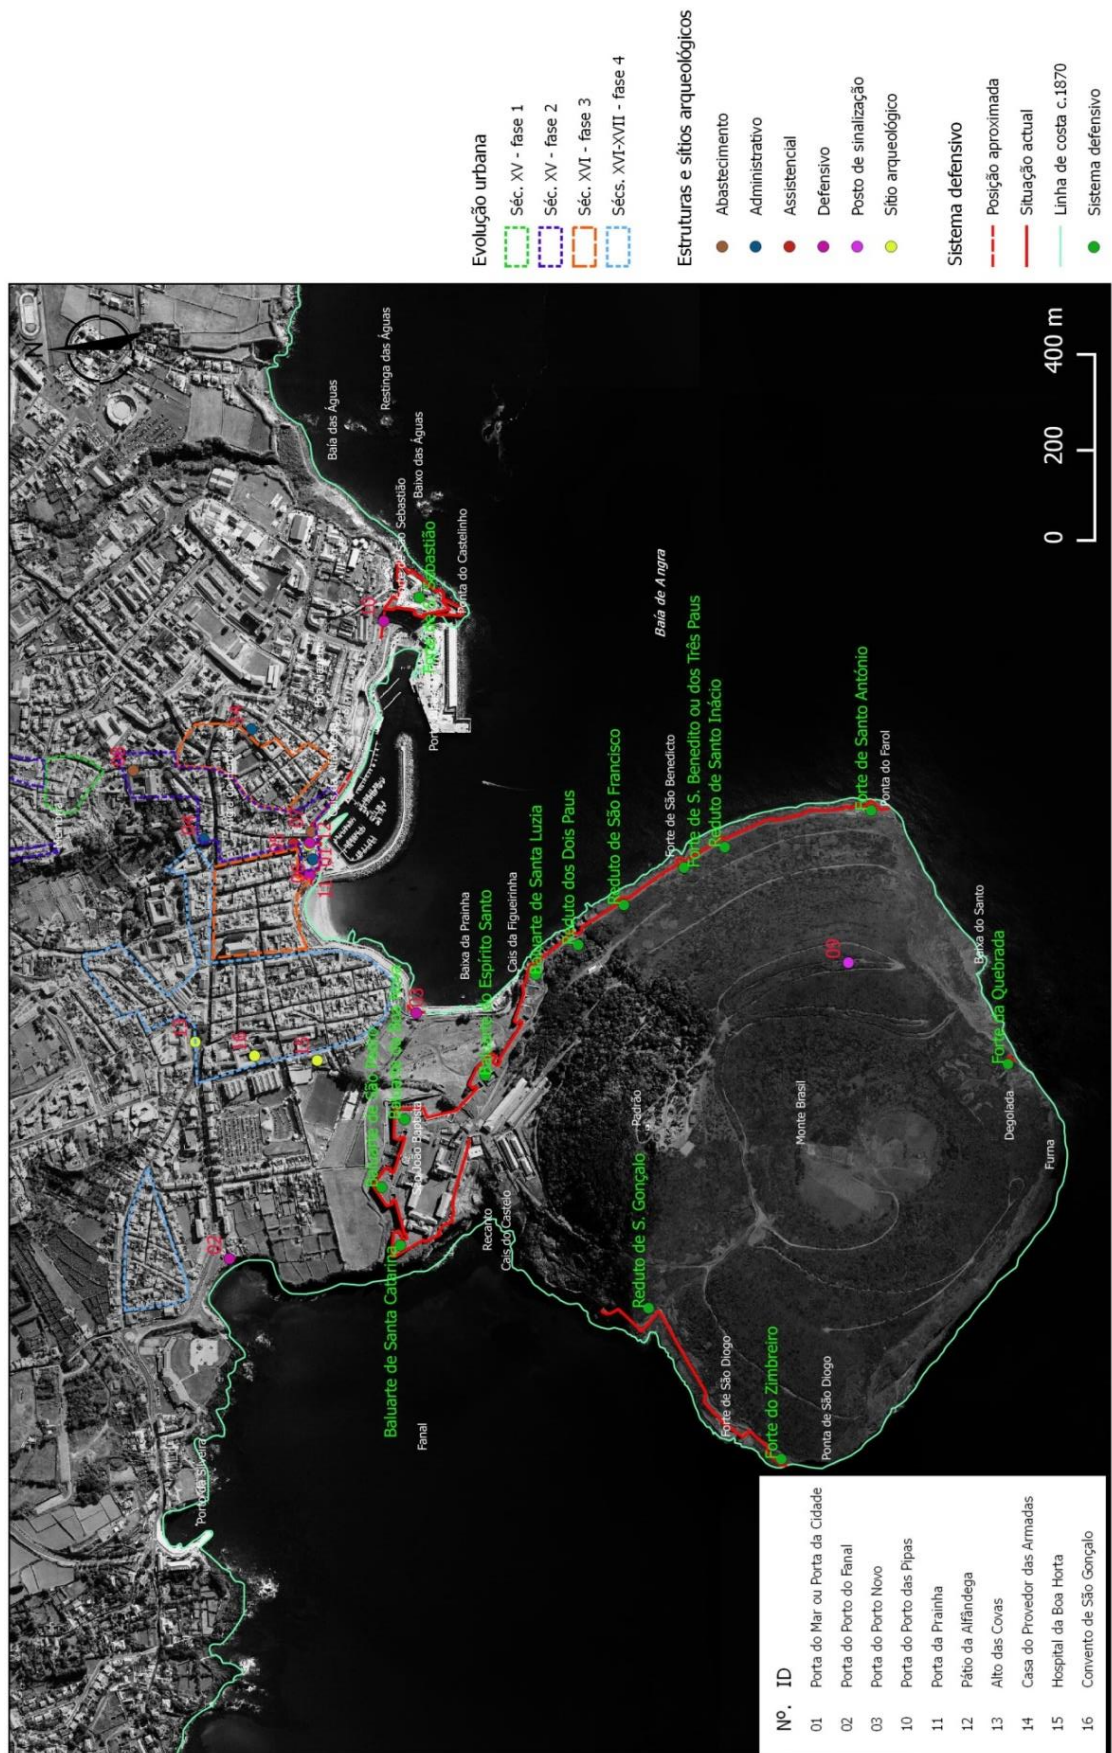 Evolução urbana
Séc. XV - fase 1
Séc. XV - fase 2
Séc. XVI - fase 3
Sécs. XVI-XVII - fase 4
Estruturas e sítios arqueológicos
Abastecimento
Administrativo
Assistencial
Defensivo
Posto de sinalização
Sítio arqueológico
Sistema defensivo
Posição aproximada
Situação actual
Linha de costa c.1870
Sistema defensivo
N
Baía das Águas
Restinga das Águas
Baixo das Águas
Ponta do Castelinho
Baía de Angra
Baixa da Prainha
Cais da Figueirinha
Baluarte do Espírito Santo
Baluarte de Santa Luzia
Reduto dos Dois Paus
Reduto de São Francisco
Forte de São Benedicto
Forte de S. Benedito ou dos Três Paus
Reduto de Santo Inácio
Forte de Santo António
Ponta do Farol
Baixa do Santo
Forte da Quebrada
Degolada
Furna
09
Monte Brasil
Padrão
Reduto de S. Gonçalo
Forte de São Diogo
Ponta de São Diogo
Forte do Zimbreiro
Recanto
Cais do Castelo
São João Baptista
Baluarte de Santa Catarina
Fanal
Porto da Silveira
02
03
13
16
14
0 200 400 m
Nº. ID
01 Porta do Mar ou Porta da Cidade
02 Porta do Porto do Fanal
03 Porta do Porto Novo
10 Porta do Porto das Pipas
11 Porta da Prainha
12 Pátio da Alfândega
13 Alto das Covas
14 Casa do Provedor das Armadas
15 Hospital da Boa Horta
16 Convento de São Gonçalo